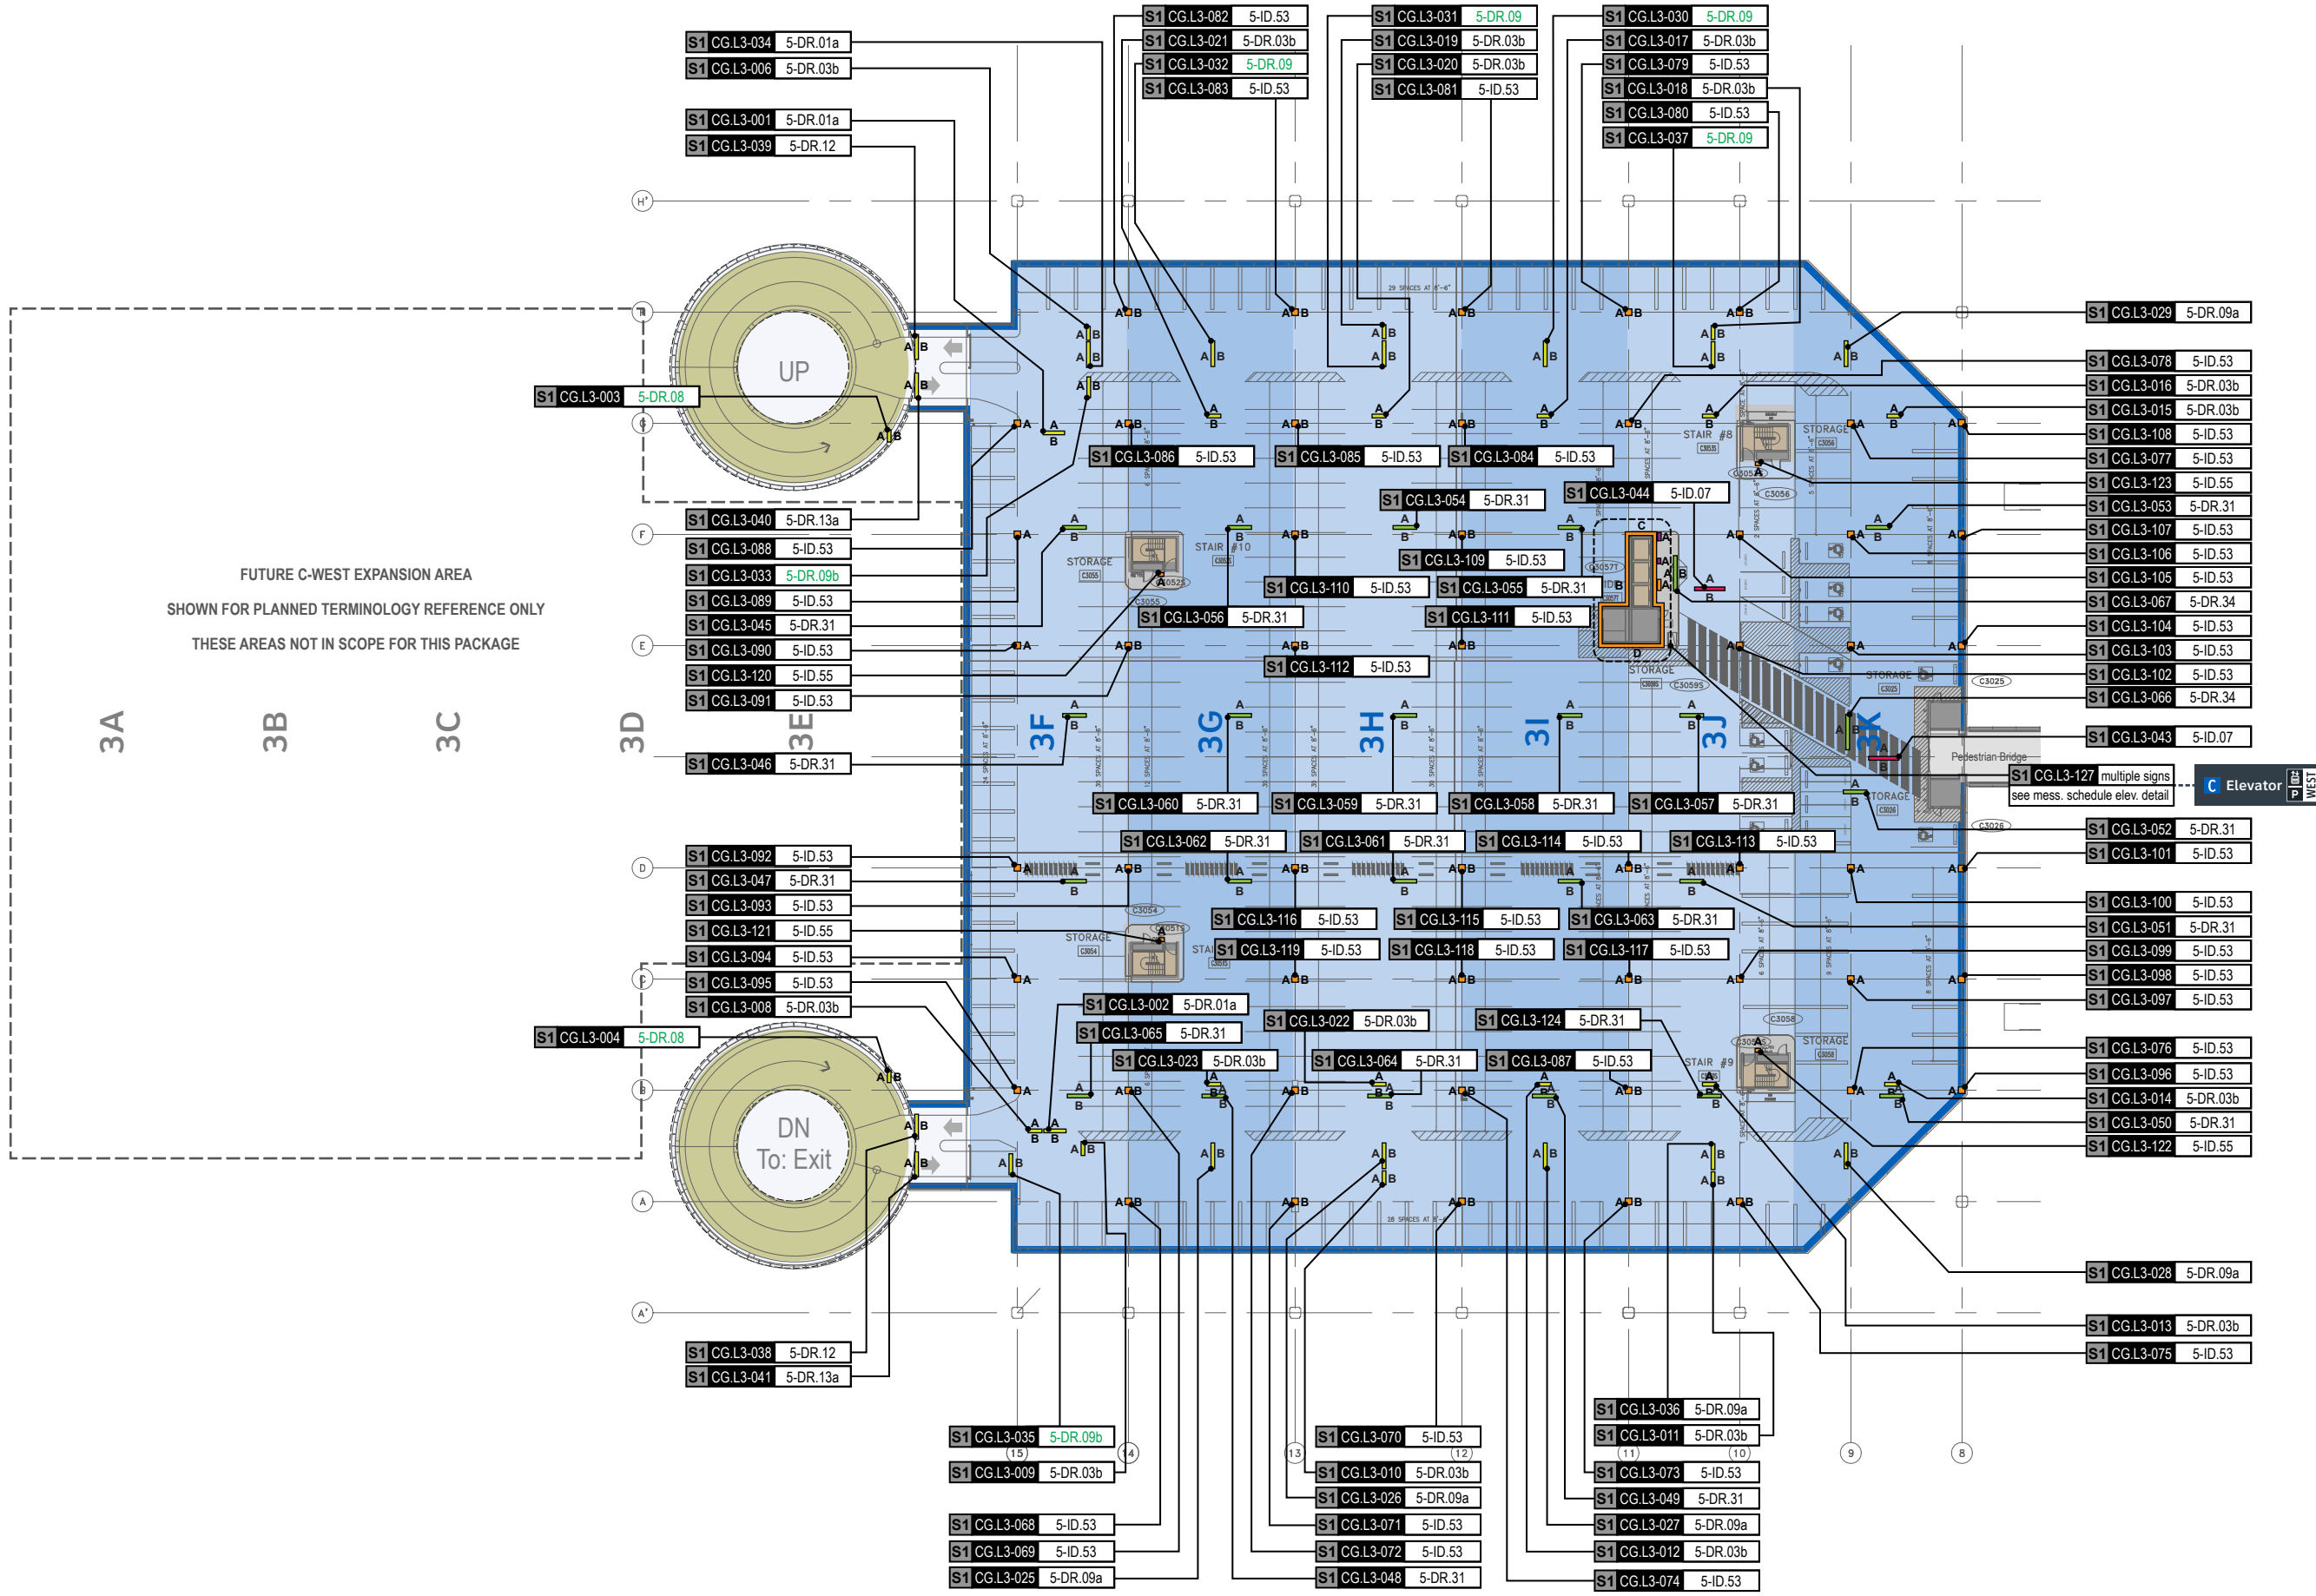 S1 CG.L3-082 5-ID.53
S1 CG.L3-021 5-DR.03b
S1 CG.L3-032 5-DR.09
S1 CG.L3-083 5-ID.53
S1 CG.L3-031 5-DR.09
S1 CG.L3-019 5-DR.03b
S1 CG.L3-020 5-DR.03b
S1 CG.L3-081 5-ID.53
S1 CG.L3-030 5-DR.09
S1 CG.L3-017 5-DR.03b
S1 CG.L3-079 5-ID.53
S1 CG.L3-018 5-DR.03b
S1 CG.L3-080 5-ID.53
S1 CG.L3-037 5-DR.09
S1 CG.L3-034 5-DR.01a
S1 CG.L3-006 5-DR.03b
S1 CG.L3-001 5-DR.01a
S1 CG.L3-039 5-DR.12
H'
29 SPACES AT 8'-6"
UP
S1 CG.L3-003 5-DR.08
G
S1 CG.L3-029 5-DR.09a
S1 CG.L3-078 5-ID.53
S1 CG.L3-016 5-DR.03b
S1 CG.L3-015 5-DR.03b
S1 CG.L3-108 5-ID.53
S1 CG.L3-077 5-ID.53
S1 CG.L3-123 5-ID.55
S1 CG.L3-053 5-DR.31
S1 CG.L3-107 5-ID.53
S1 CG.L3-106 5-ID.53
S1 CG.L3-105 5-ID.53
S1 CG.L3-067 5-DR.34
S1 CG.L3-104 5-ID.53
S1 CG.L3-103 5-ID.53
S1 CG.L3-102 5-ID.53
S1 CG.L3-066 5-DR.34
S1 CG.L3-043 5-ID.07
S1 CG.L3-086 5-ID.53
S1 CG.L3-085 5-ID.53
S1 CG.L3-084 5-ID.53
STAIR #8
C3053S
STORAGE
C3056
C3056
S1 CG.L3-054 5-DR.31
S1 CG.L3-044 5-ID.07
S1 CG.L3-040 5-DR.13a
S1 CG.L3-088 5-ID.53
S1 CG.L3-033 5-DR.09b
S1 CG.L3-089 5-ID.53
S1 CG.L3-045 5-DR.31
S1 CG.L3-090 5-ID.53
S1 CG.L3-120 5-ID.55
S1 CG.L3-091 5-ID.53
F
STORAGE
C3055
STAIR #10
C3052S
C3052S
C3055
S1 CG.L3-109 5-ID.53
S1 CG.L3-110 5-ID.53
S1 CG.L3-055 5-DR.31
S1 CG.L3-056 5-DR.31
S1 CG.L3-111 5-ID.53
C3057T
C
B
D
E
S1 CG.L3-112 5-ID.53
STORAGE
C3059S
STORAGE
C3025
C3025
FUTURE C-WEST EXPANSION AREA
SHOWN FOR PLANNED TERMINOLOGY REFERENCE ONLY
THESE AREAS NOT IN SCOPE FOR THIS PACKAGE
3A
3B
3C
3D
3E
3F
3G
3H
3I
3J
3K
S1 CG.L3-046 5-DR.31
Pedestrian Bridge
S1 CG.L3-127 multiple signs
see mess. schedule elev. detail
C Elevator P WEST
STORAGE
C3026
C3026
S1 CG.L3-060 5-DR.31
S1 CG.L3-059 5-DR.31
S1 CG.L3-058 5-DR.31
S1 CG.L3-057 5-DR.31
S1 CG.L3-062 5-DR.31
S1 CG.L3-061 5-DR.31
S1 CG.L3-114 5-ID.53
S1 CG.L3-113 5-ID.53
S1 CG.L3-052 5-DR.31
S1 CG.L3-101 5-ID.53
S1 CG.L3-100 5-ID.53
S1 CG.L3-051 5-DR.31
S1 CG.L3-099 5-ID.53
S1 CG.L3-098 5-ID.53
S1 CG.L3-097 5-ID.53
S1 CG.L3-092 5-ID.53
S1 CG.L3-047 5-DR.31
S1 CG.L3-093 5-ID.53
S1 CG.L3-121 5-ID.55
S1 CG.L3-094 5-ID.53
S1 CG.L3-095 5-ID.53
S1 CG.L3-008 5-DR.03b
D
C3054
STORAGE
C3054
S1 CG.L3-116 5-ID.53
S1 CG.L3-115 5-ID.53
S1 CG.L3-063 5-DR.31
S1 CG.L3-119 5-ID.53
S1 CG.L3-118 5-ID.53
S1 CG.L3-117 5-ID.53
C
S1 CG.L3-002 5-DR.01a
S1 CG.L3-065 5-DR.31
S1 CG.L3-022 5-DR.03b
S1 CG.L3-124 5-DR.31
S1 CG.L3-023 5-DR.03b
S1 CG.L3-064 5-DR.31
S1 CG.L3-087 5-ID.53
C3058
STAIR #9
STORAGE
C3058
S1 CG.L3-004 5-DR.08
B
DN
To: Exit
S1 CG.L3-076 5-ID.53
S1 CG.L3-096 5-ID.53
S1 CG.L3-014 5-DR.03b
S1 CG.L3-050 5-DR.31
S1 CG.L3-122 5-ID.55
A
28 SPACES AT 8'-6"
S1 CG.L3-028 5-DR.09a
S1 CG.L3-013 5-DR.03b
S1 CG.L3-075 5-ID.53
A'
S1 CG.L3-038 5-DR.12
S1 CG.L3-041 5-DR.13a
S1 CG.L3-035 5-DR.09b
S1 CG.L3-009 5-DR.03b
S1 CG.L3-068 5-ID.53
S1 CG.L3-069 5-ID.53
S1 CG.L3-025 5-DR.09a
S1 CG.L3-070 5-ID.53
S1 CG.L3-010 5-DR.03b
S1 CG.L3-026 5-DR.09a
S1 CG.L3-071 5-ID.53
S1 CG.L3-072 5-ID.53
S1 CG.L3-048 5-DR.31
S1 CG.L3-036 5-DR.09a
S1 CG.L3-011 5-DR.03b
S1 CG.L3-073 5-ID.53
S1 CG.L3-049 5-DR.31
S1 CG.L3-027 5-DR.09a
S1 CG.L3-012 5-DR.03b
S1 CG.L3-074 5-ID.53
15
14
13
12
11
10
9
8